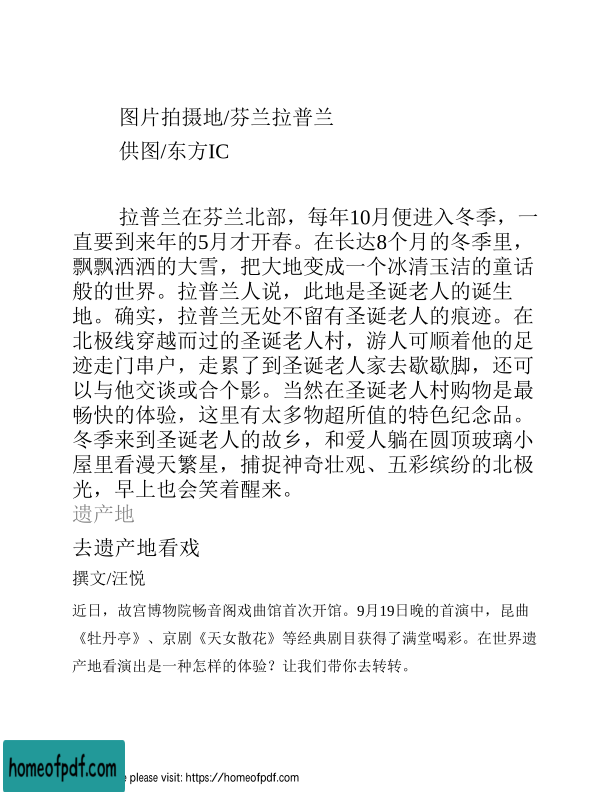 图片拍摄地/芬兰拉普兰
供图/东方IC
拉普兰在芬兰北部，每年10月便进入冬季，一
直要到来年的5月才开春。在长达8个月的冬季里，
飘飘洒洒的大雪，把大地变成一个冰清玉洁的童话
般的世界。拉普兰人说，此地是圣诞老人的诞生
地。确实，拉普兰无处不留有圣诞老人的痕迹。在
北极线穿越而过的圣诞老人村，游人可顺着他的足
迹走门串户，走累了到圣诞老人家去歇歇脚，还可
以与他交谈或合个影。当然在圣诞老人村购物是最
畅快的体验，这里有太多物超所值的特色纪念品。
冬季来到圣诞老人的故乡，和爱人躺在圆顶玻璃小
屋里看漫天繁星，捕捉神奇壮观、五彩缤纷的北极
光，早上也会笑着醒来。
遗产地
去遗产地看戏
撰文/汪悦
近日，故宫博物院畅音阁戏曲馆首次开馆。9月19日晚的首演中，昆曲
《牡丹亭》、京剧《天女散花》等经典剧目获得了满堂喝彩。在世界遗
产地看演出是一种怎样的体验？让我们带你去转转。
homeofpdf.com
e please visit: https://homeofpdf.com